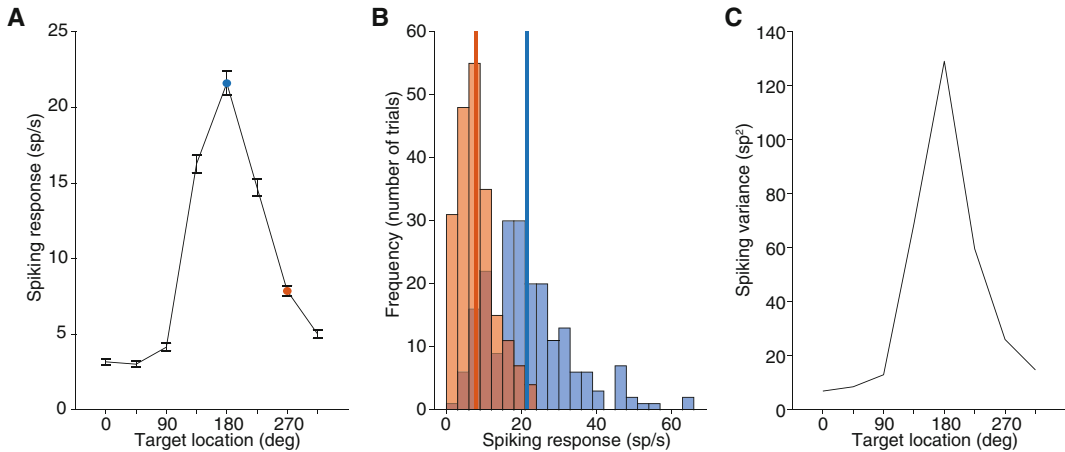 A
25
20
15
10
5
0
Spiking response (sp/s)
0 90 180 270
Target location (deg)
B
60
50
40
30
20
10
0
Frequency (number of trials)
0 20 40 60
Spiking response (sp/s)
C
140
120
100
80
60
40
20
0
Spiking variance (sp²)
0 90 180 270
Target location (deg)